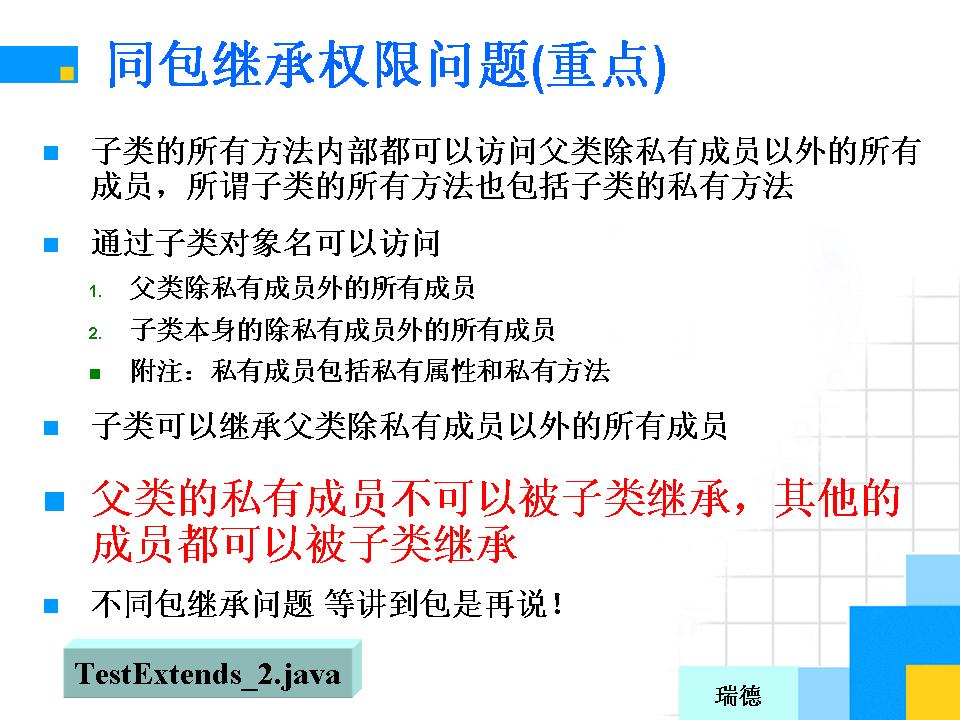 同包继承权限问题(重点)
子类的所有方法内部都可以访问父类除私有成员以外的所有
成员，所谓子类的所有方法也包括子类的私有方法
通过子类对象名可以访问
1. 父类除私有成员外的所有成员
2. 子类本身的除私有成员外的所有成员
附注：私有成员包括私有属性和私有方法
子类可以继承父类除私有成员以外的所有成员
父类的私有成员不可以被子类继承，其他的
成员都可以被子类继承
不同包继承问题 等讲到包是再说！
TestExtends_2.java
瑞德